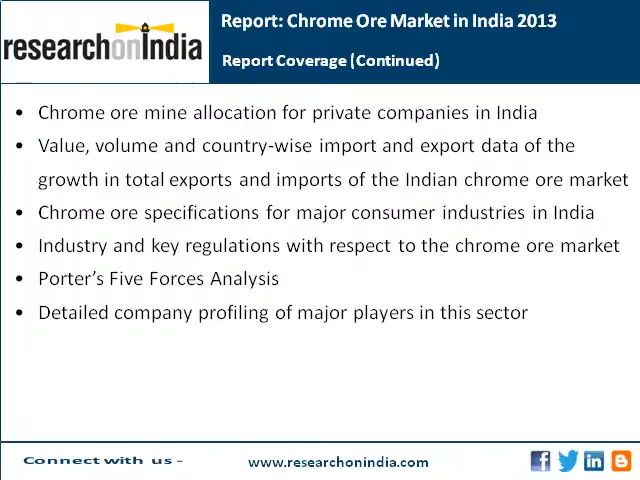 researchonindia
Report: Chrome Ore Market in India 2013
Report Coverage (Continued)
• Chrome ore mine allocation for private companies in India
• Value, volume and country-wise import and export data of the
growth in total exports and imports of the Indian chrome ore market
• Chrome ore specifications for major consumer industries in India
• Industry and key regulations with respect to the chrome ore market
• Porter's Five Forces Analysis
• Detailed company profiling of major players in this sector
Connect with us -
www.researchonindia.com